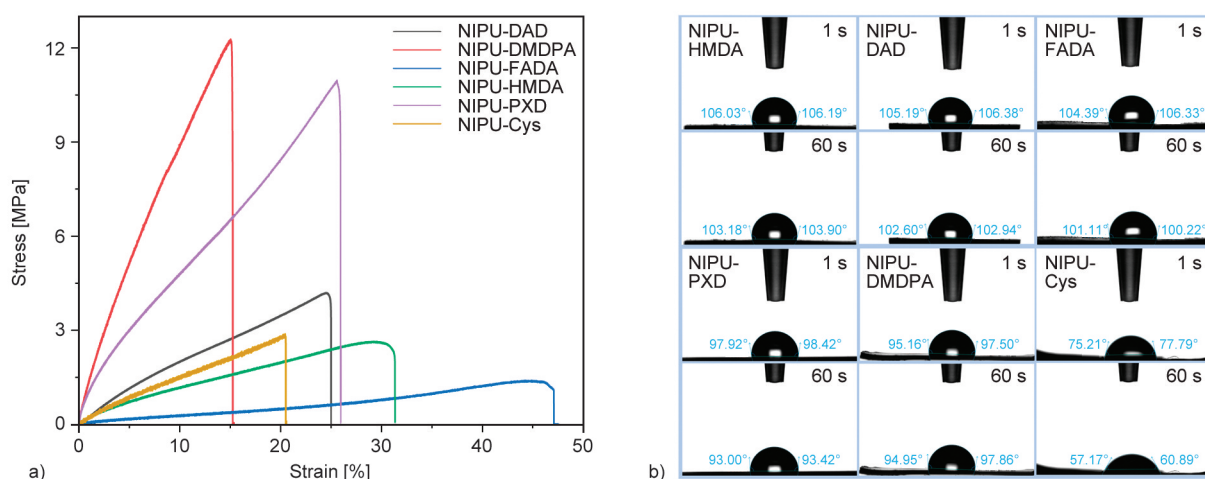 12
9
6
3
0
Stress [MPa]
NIPU-DAD
NIPU-DMDPA
NIPU-FADA
NIPU-HMDA
NIPU-PXD
NIPU-Cys
0 10 20 30 40 50
Strain [%]
a)
NIPU-
HMDA
1 s
106.03° 106.19°
NIPU-
DAD
1 s
105.19° 106.38°
NIPU-
FADA
1 s
104.39° 106.33°
60 s
103.18° 103.90°
60 s
102.60° 102.94°
60 s
101.11° 100.22°
NIPU-
PXD
1 s
97.92° 98.42°
NIPU-
DMDPA
1 s
95.16° 97.50°
NIPU-
Cys
1 s
75.21° 77.79°
60 s
93.00° 93.42°
60 s
94.95° 97.86°
60 s
57.17° 60.89°
b)